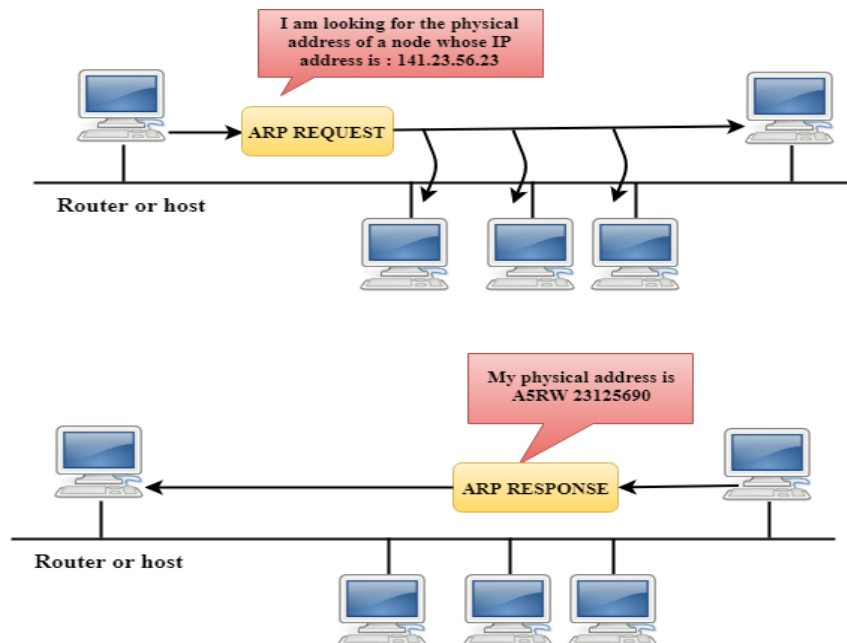 I am looking for the physical
address of a node whose IP
address is : 141.23.56.23
ARP REQUEST
Router or host
My physical address is
A5RW 23125690
ARP RESPONSE
Router or host